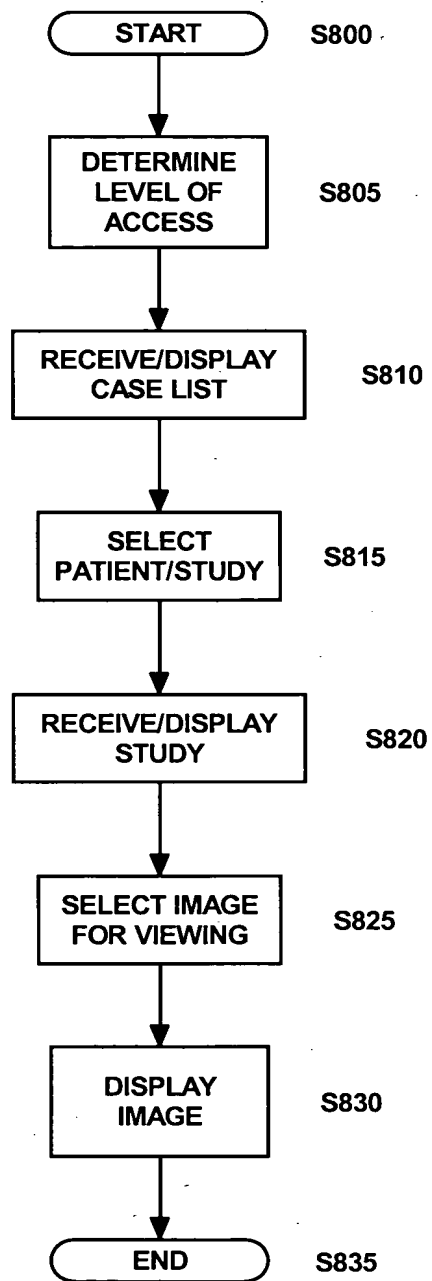 START S800
DETERMINE
LEVEL OF S805
ACCESS
RECEIVE/DISPLAY
CASE LIST S810
SELECT
PATIENT/STUDY S815
RECEIVE/DISPLAY
STUDY S820
SELECT IMAGE
FOR VIEWING S825
DISPLAY
IMAGE S830
END S835